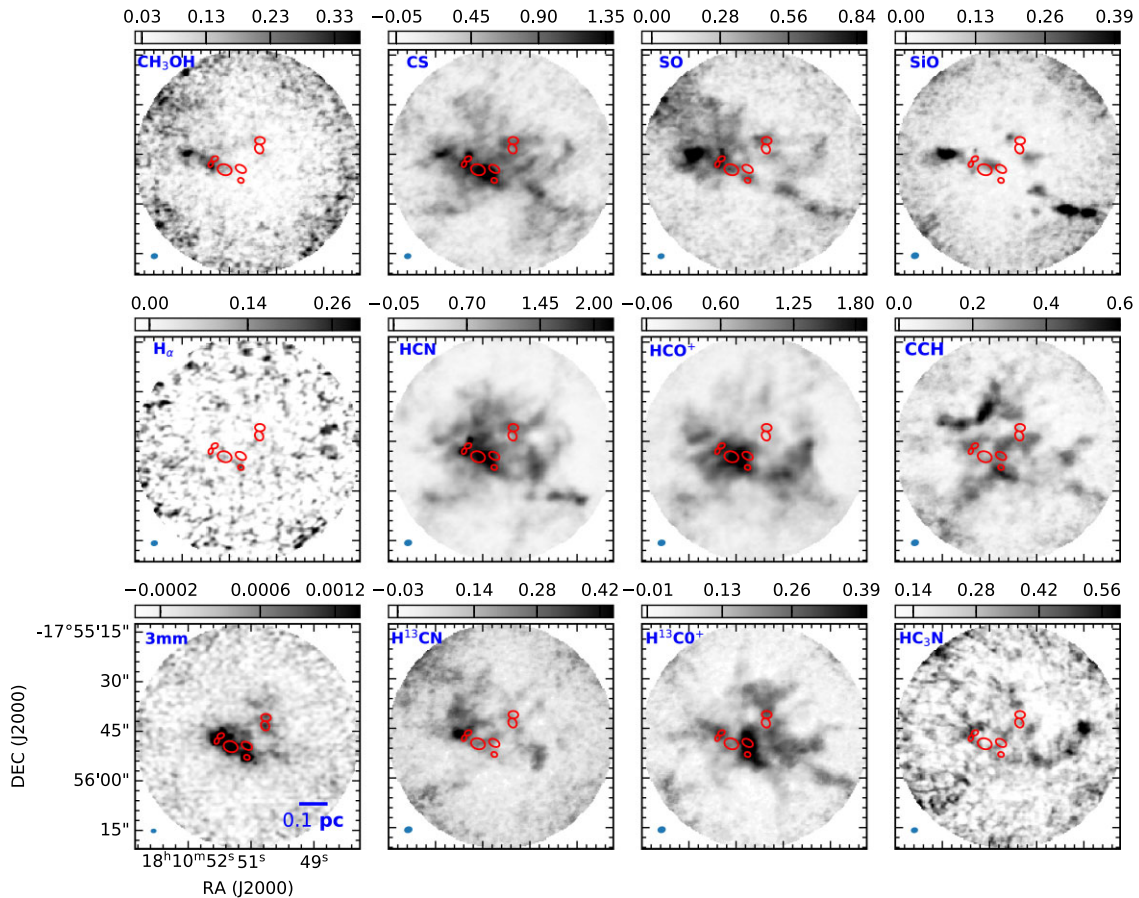 0.03 0.13 0.23 0.33
−0.05 0.45 0.90 1.35
0.00 0.28 0.56 0.84
0.00 0.13 0.26 0.39
CH₃OH
CS
SO
SiO
0.00 0.14 0.26
−0.05 0.70 1.45 2.00
−0.06 0.60 1.25 1.80
0.0 0.2 0.4 0.6
Hα
HCN
HCO⁺
CCH
−0.0002 0.0006 0.0012
−0.03 0.14 0.28 0.42
−0.01 0.13 0.26 0.39
0.14 0.28 0.42 0.56
3mm
H¹³CN
H¹³C0⁺
HC₃N
-17°55'15"
30"
45"
56'00"
15"
DEC (J2000)
0.1 pc
18ʰ10ᵐ52ˢ 51ˢ 49ˢ
RA (J2000)